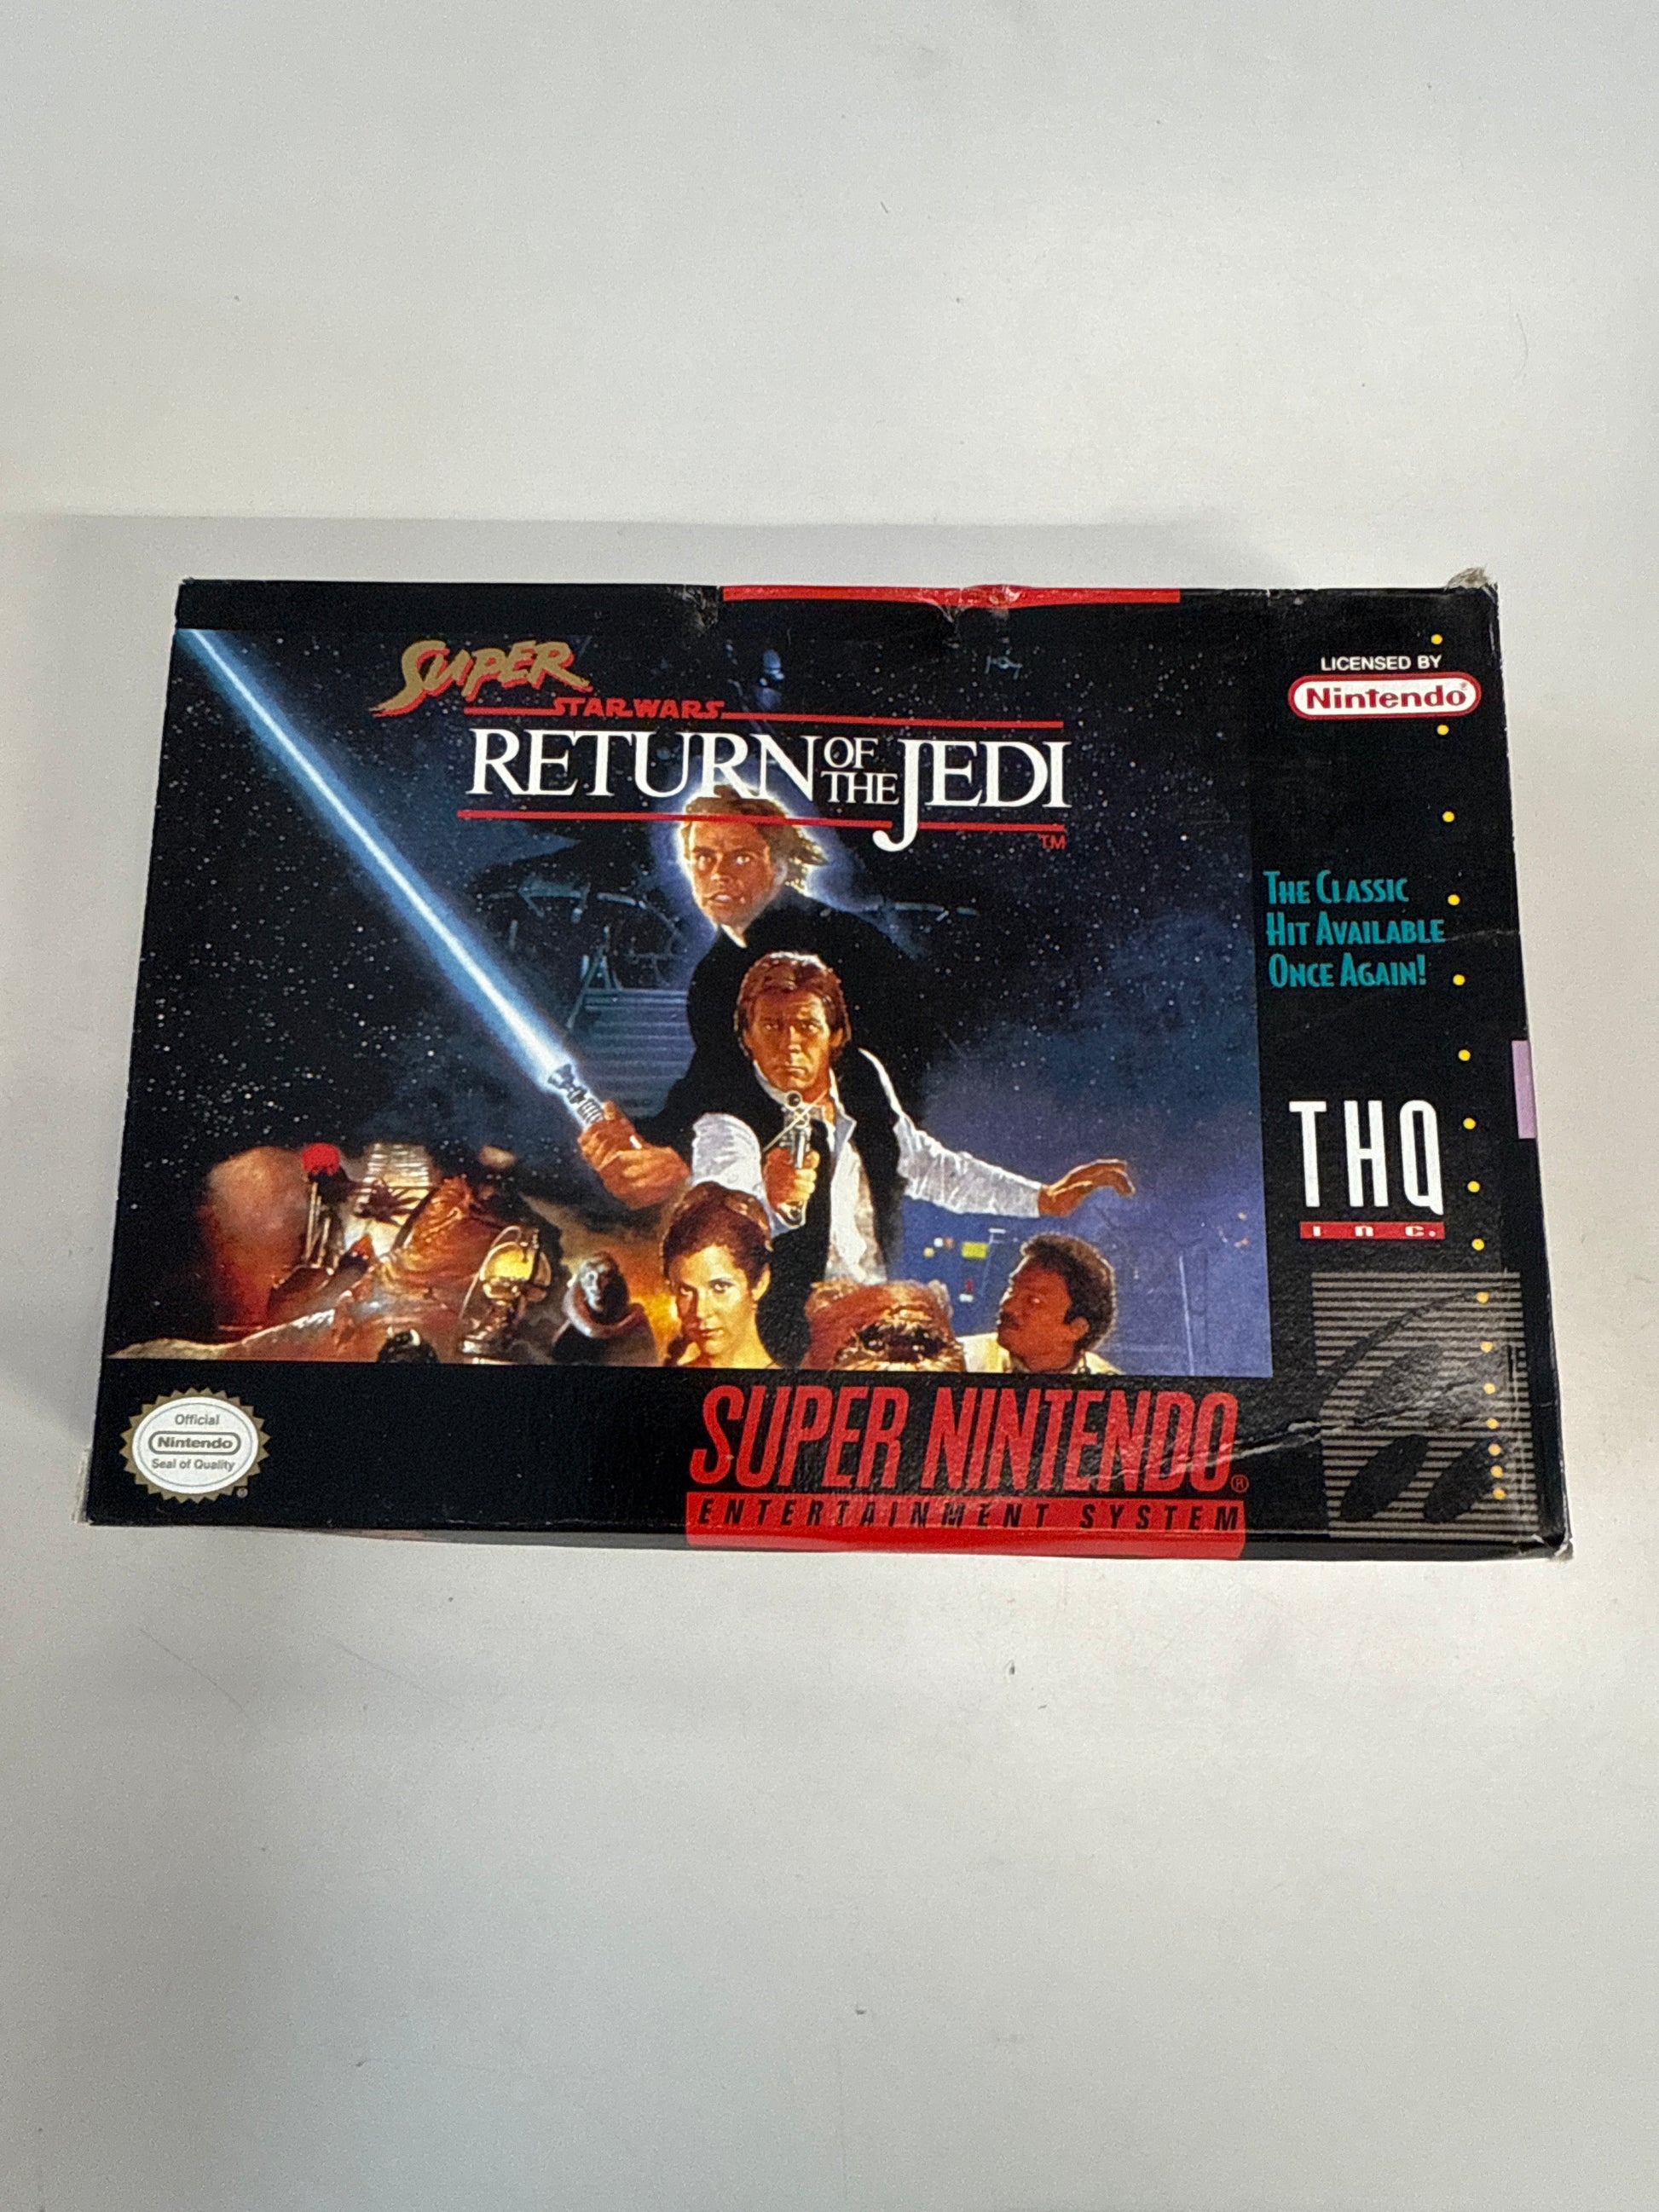 SUPER
STAR WARS
RETURN OF THE JEDI
TM
LICENSED BY
Nintendo®
THE CLASSIC
HIT AVAILABLE
ONCE AGAIN!
THQ
INC.
Official
Nintendo
Seal of Quality
®
SUPER NINTENDO®
ENTERTAINMENT SYSTEM